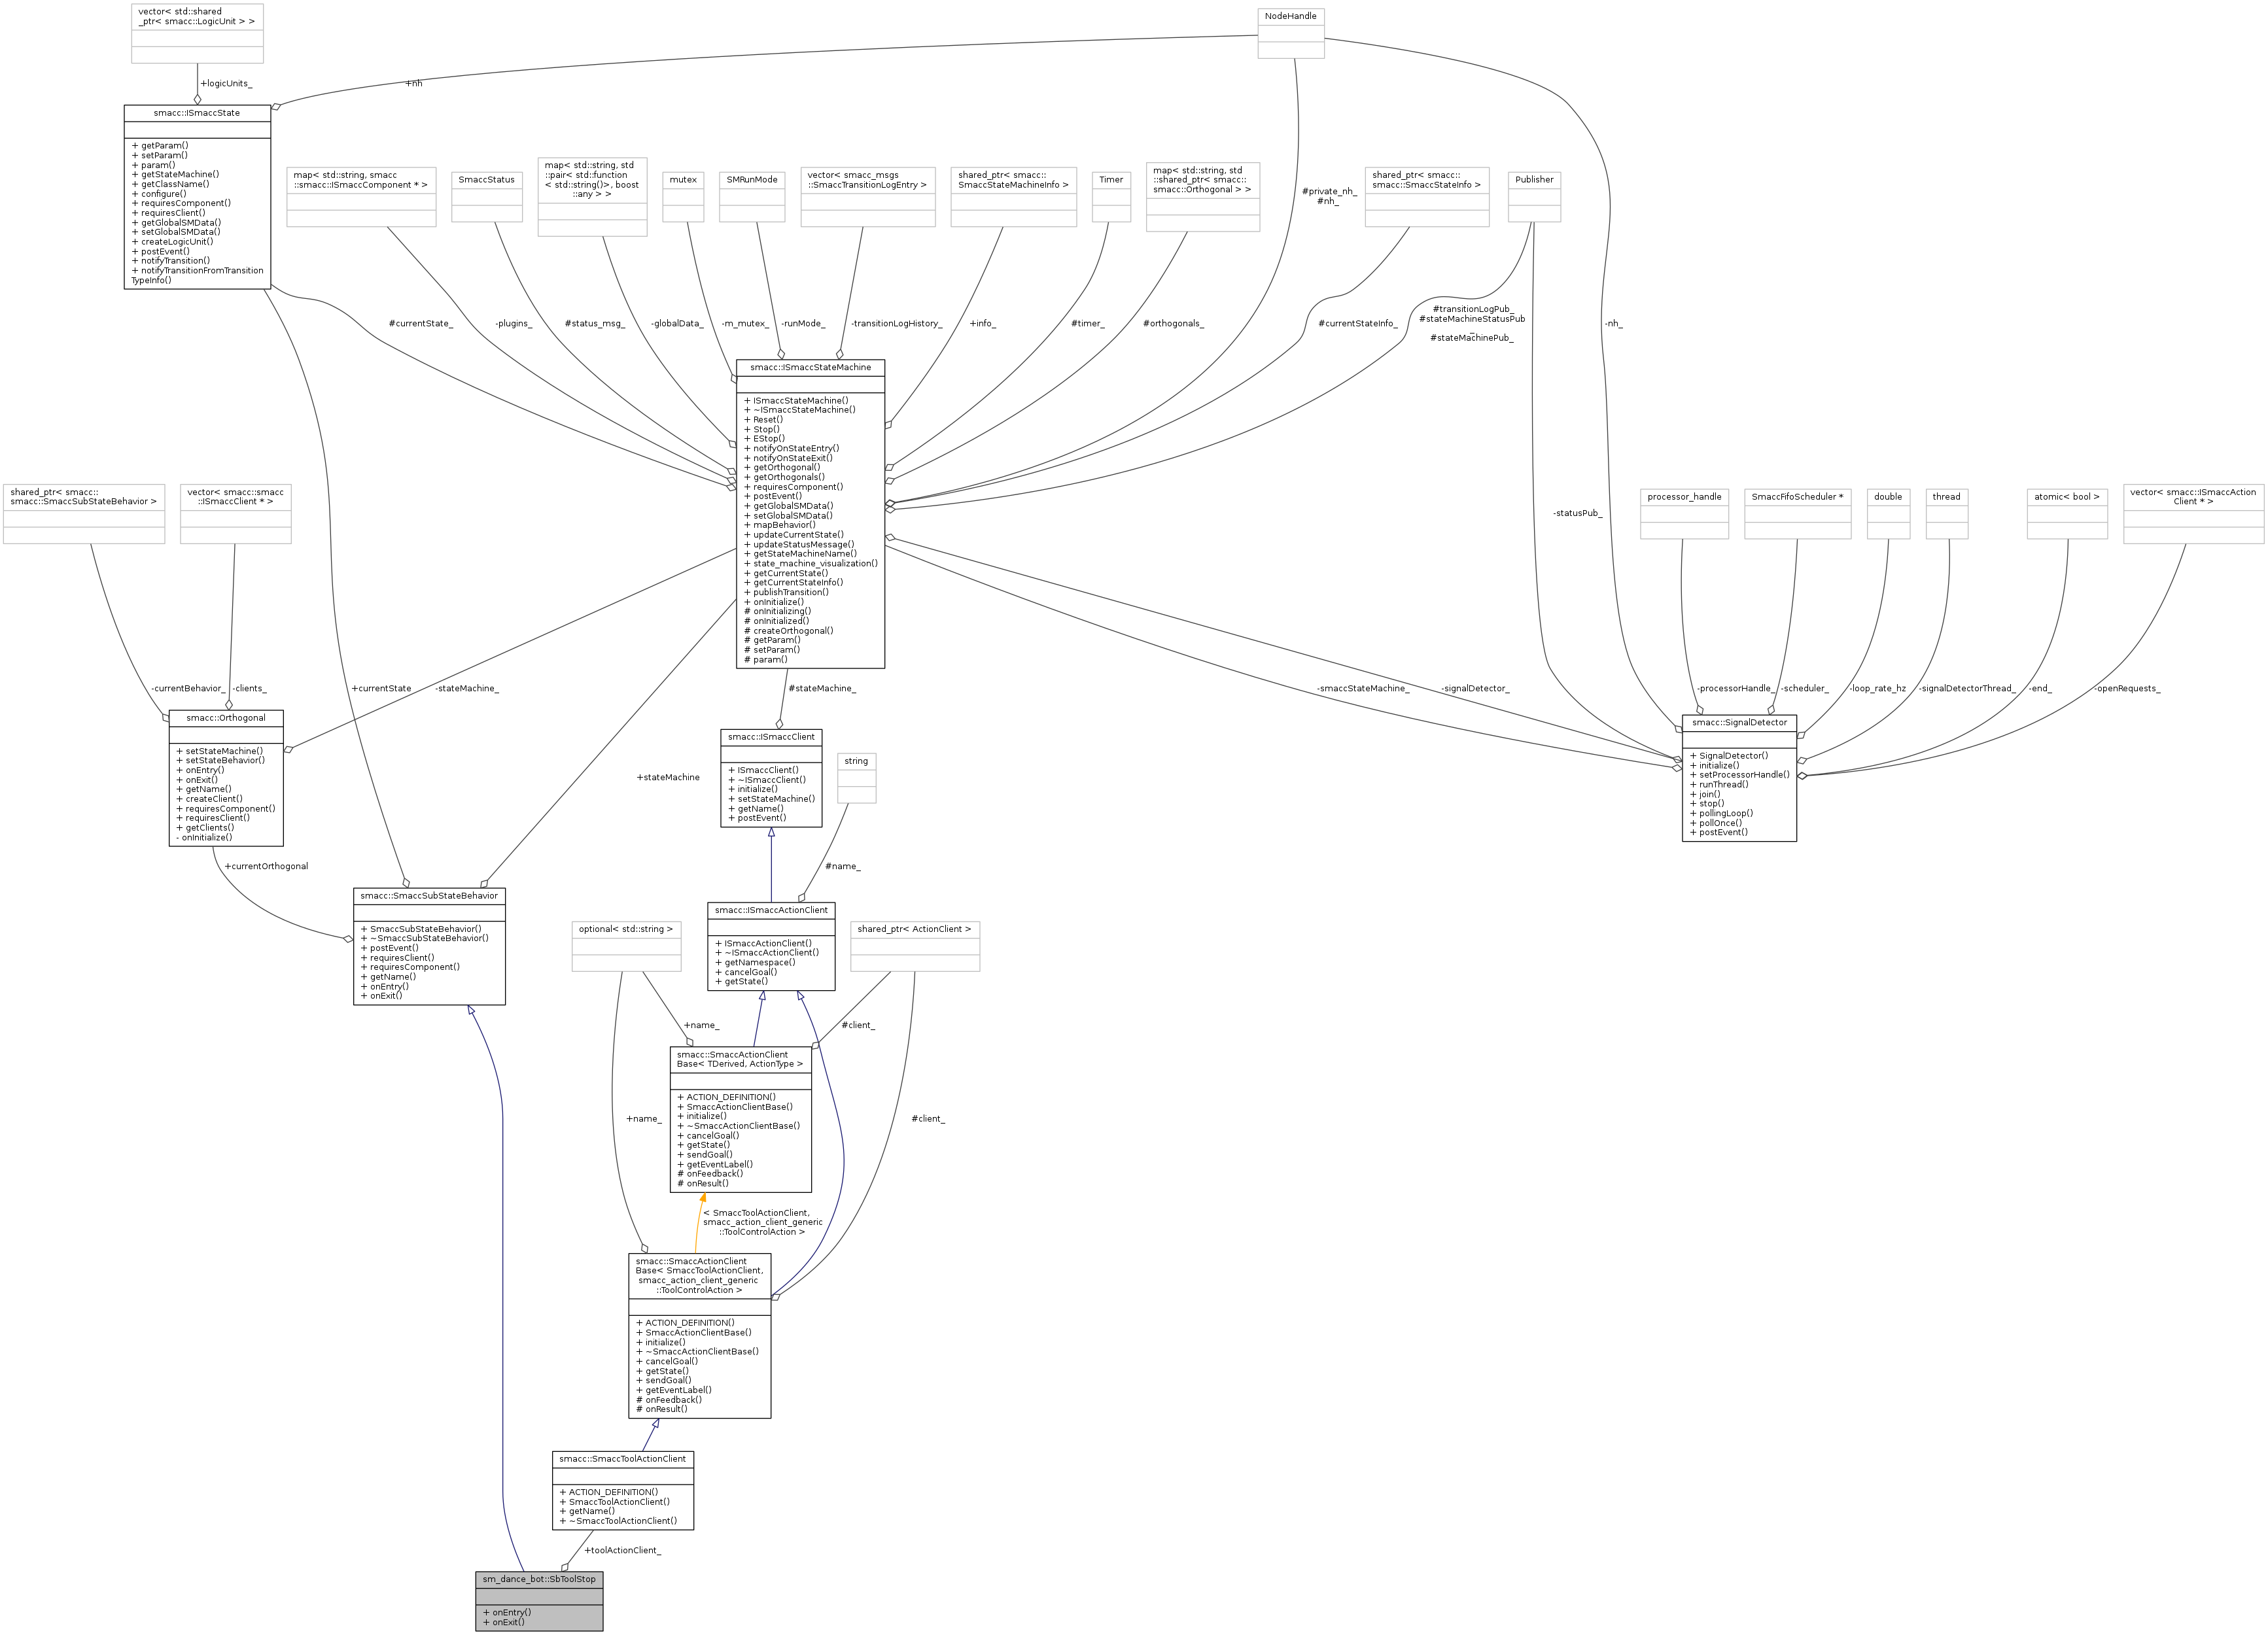 vector< std::shared
_ptr< smacc::LogicUnit > >
NodeHandle
+logicUnits_
+nh
smacc::ISmaccState
+ getParam()
+ setParam()
+ param()
+ getStateMachine()
+ getClassName()
+ configure()
+ requiresComponent()
+ requiresClient()
+ getGlobalSMData()
+ setGlobalSMData()
+ createLogicUnit()
+ postEvent()
+ notifyTransition()
+ notifyTransitionFromTransition
TypeInfo()
map< std::string, smacc
::smacc::ISmaccComponent * >
SmaccStatus
map< std::string, std
::pair< std::function
< std::string()>, boost
::any > >
mutex
SMRunMode
vector< smacc_msgs
::SmaccTransitionLogEntry >
shared_ptr< smacc::
SmaccStateMachineInfo >
Timer
map< std::string, std
::shared_ptr< smacc::
smacc::Orthogonal > >
#private_nh_
#nh_
shared_ptr< smacc::
smacc::SmaccStateInfo >
Publisher
#currentState_
-plugins_
#status_msg_
-globalData_
-m_mutex_
-runMode_
-transitionLogHistory_
+info_
#timer_
#orthogonals_
#currentStateInfo_
#transitionLogPub_
#stateMachineStatusPub
_
#stateMachinePub_
-nh_
smacc::ISmaccStateMachine
+ ISmaccStateMachine()
+ ~ISmaccStateMachine()
+ Reset()
+ Stop()
+ EStop()
+ notifyOnStateEntry()
+ notifyOnStateExit()
+ getOrthogonal()
+ getOrthogonals()
+ requiresComponent()
+ postEvent()
+ getGlobalSMData()
+ setGlobalSMData()
+ mapBehavior()
+ updateCurrentState()
+ updateStatusMessage()
+ getStateMachineName()
+ state_machine_visualization()
+ getCurrentState()
+ getCurrentStateInfo()
+ publishTransition()
+ onInitialize()
# onInitializing()
# onInitialized()
# createOrthogonal()
# getParam()
# setParam()
# param()
shared_ptr< smacc::
smacc::SmaccSubStateBehavior >
vector< smacc::smacc
::ISmaccClient * >
-statusPub_
processor_handle
SmaccFifoScheduler *
double
thread
atomic< bool >
vector< smacc::ISmaccAction
Client * >
-currentBehavior_
-clients_
+currentState
-stateMachine_
#stateMachine_
-smaccStateMachine_
-signalDetector_
-processorHandle_
-scheduler_
-loop_rate_hz
-signalDetectorThread_
-end_
-openRequests_
smacc::Orthogonal
+ setStateMachine()
+ setStateBehavior()
+ onEntry()
+ onExit()
+ getName()
+ createClient()
+ requiresComponent()
+ requiresClient()
+ getClients()
- onInitialize()
+stateMachine
smacc::ISmaccClient
+ ISmaccClient()
+ ~ISmaccClient()
+ initialize()
+ setStateMachine()
+ getName()
+ postEvent()
string
smacc::SignalDetector
+ SignalDetector()
+ initialize()
+ setProcessorHandle()
+ runThread()
+ join()
+ stop()
+ pollingLoop()
+ pollOnce()
+ postEvent()
+currentOrthogonal
#name_
smacc::SmaccSubStateBehavior
+ SmaccSubStateBehavior()
+ ~SmaccSubStateBehavior()
+ postEvent()
+ requiresClient()
+ requiresComponent()
+ getName()
+ onEntry()
+ onExit()
optional< std::string >
smacc::ISmaccActionClient
+ ISmaccActionClient()
+ ~ISmaccActionClient()
+ getNamespace()
+ cancelGoal()
+ getState()
shared_ptr< ActionClient >
+name_
#client_
smacc::SmaccActionClient
Base< TDerived, ActionType >
+ ACTION_DEFINITION()
+ SmaccActionClientBase()
+ initialize()
+ ~SmaccActionClientBase()
+ cancelGoal()
+ getState()
+ sendGoal()
+ getEventLabel()
# onFeedback()
# onResult()
+name_
#client_
< SmaccToolActionClient,
smacc_action_client_generic
::ToolControlAction >
smacc::SmaccActionClient
Base< SmaccToolActionClient,
smacc_action_client_generic
::ToolControlAction >
+ ACTION_DEFINITION()
+ SmaccActionClientBase()
+ initialize()
+ ~SmaccActionClientBase()
+ cancelGoal()
+ getState()
+ sendGoal()
+ getEventLabel()
# onFeedback()
# onResult()
smacc::SmaccToolActionClient
+ ACTION_DEFINITION()
+ SmaccToolActionClient()
+ getName()
+ ~SmaccToolActionClient()
+toolActionClient_
sm_dance_bot::SbToolStop
+ onEntry()
+ onExit()